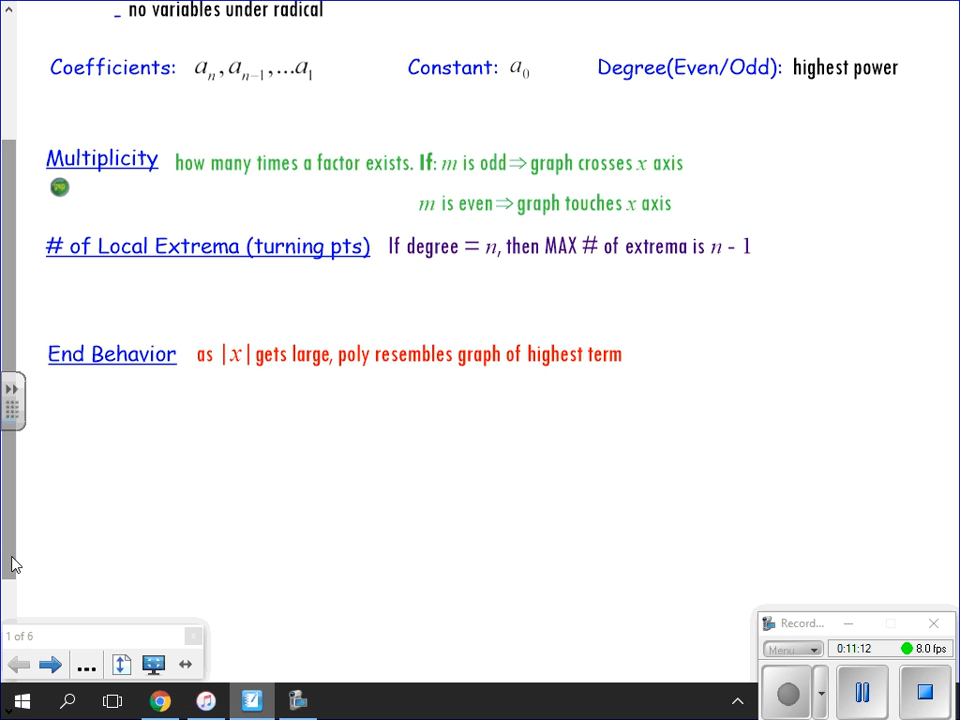 - no variables under radical
Coefficients: aₙ, aₙ₋₁, ...a₁ Constant: a₀ Degree(Even/Odd): highest power
Multiplicity how many times a factor exists. If: m is odd⇒graph crosses x axis
m is even⇒graph touches x axis
# of Local Extrema (turning pts) If degree = n, then MAX # of extrema is n - 1
End Behavior as |x| gets large, poly resembles graph of highest term
1 of 6
Record...
Menu 0:11:12 8.0 fps